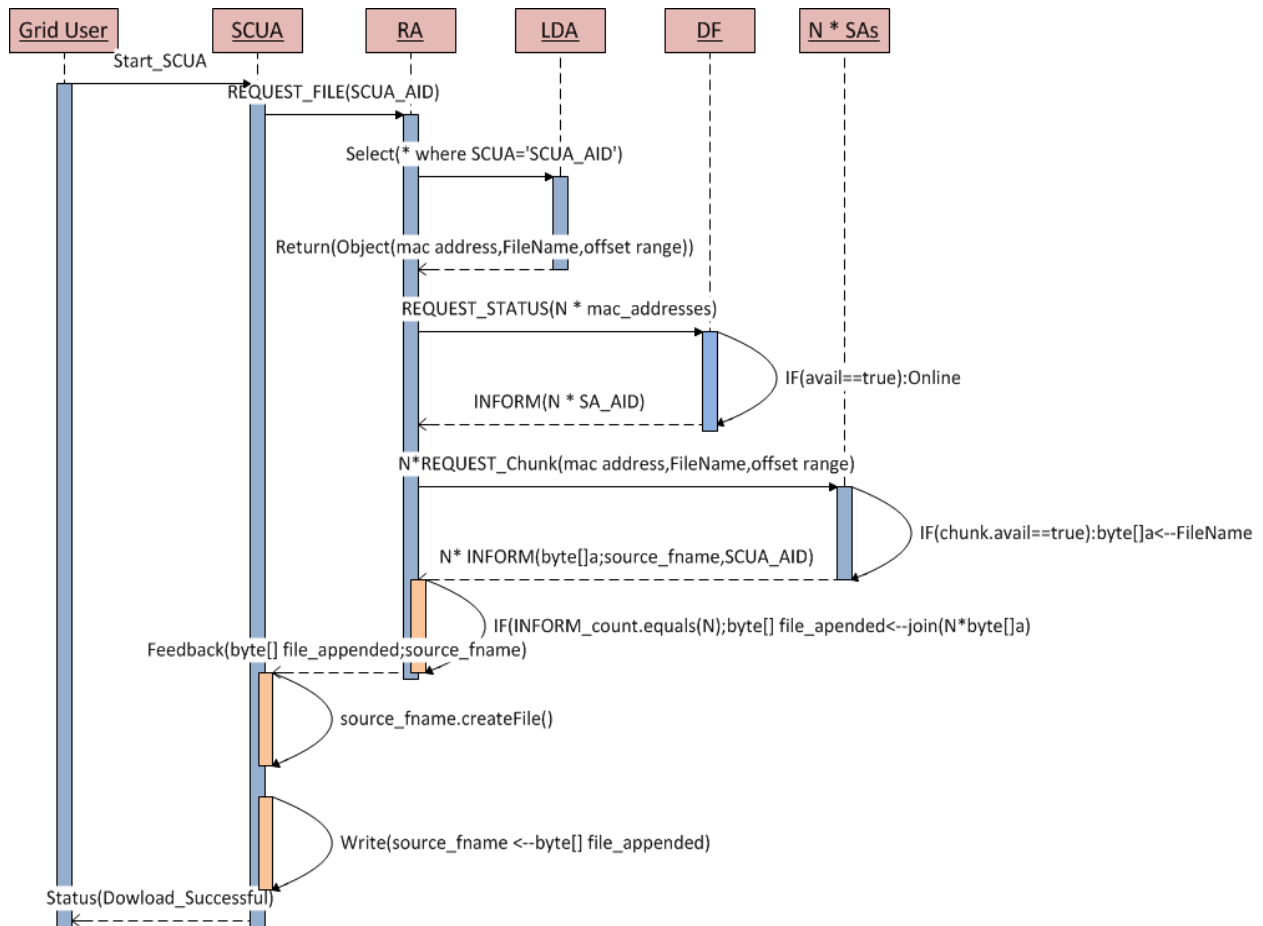 Grid User
SCUA
RA
LDA
DF
N * SAs
Start_SCUA
REQUEST_FILE(SCUA_AID)
Select(* where SCUA='SCUA_AID')
Return(Object(mac address,FileName,offset range))
REQUEST_STATUS(N * mac_addresses)
IF(avail==true):Online
INFORM(N * SA_AID)
N*REQUEST_Chunk(mac address,FileName,offset range)
IF(chunk.avail==true):byte[]a<--FileName
N* INFORM(byte[]a;source_fname,SCUA_AID)
IF(INFORM_count.equals(N);byte[] file_apended<--join(N*byte[]a)
Feedback(byte[] file_appended;source_fname)
source_fname.createFile()
Write(source_fname <--byte[] file_appended)
Status(Dowload_Successful)